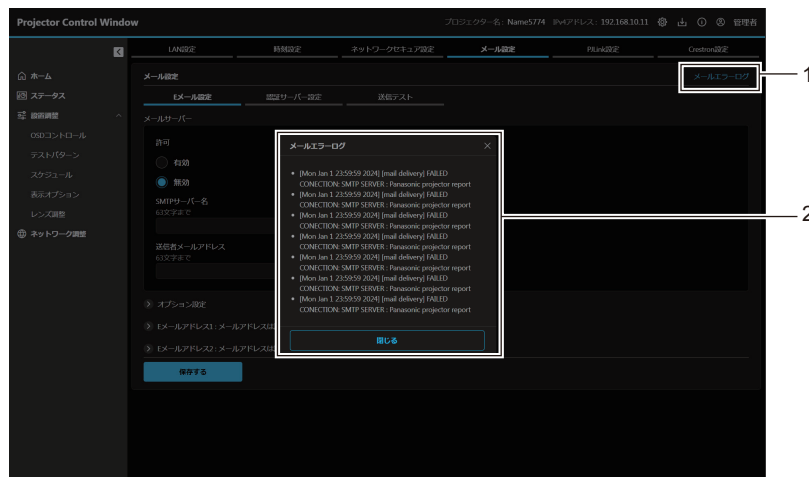 Projector Control Window
プロジェクター名: Name5774 IPv4アドレス: 192.168.10.11 管理者
LAN設定 時刻設定 ネットワークセキュア設定 メール設定 PJLink設定 Crestron設定
ホーム
ステータス
設置調整
OSDコントロール
テストパターン
スケジュール
表示オプション
レンズ調整
ネットワーク調整
メール設定 メールエラーログ
1
Eメール設定 認証サーバー設定 送信テスト
メールサーバー
許可
有効
無効
SMTPサーバー名
63文字まで
送信者メールアドレス
63文字まで
オプション設定
Eメールアドレス1: メールアドレスは
Eメールアドレス2: メールアドレスは
保存する
メールエラーログ
[Mon Jan 1 23:59:59 2024] [mail delivery] FAILED
CONECTION: SMTP SERVER : Panasonic projector report
[Mon Jan 1 23:59:59 2024] [mail delivery] FAILED
CONECTION: SMTP SERVER : Panasonic projector report
[Mon Jan 1 23:59:59 2024] [mail delivery] FAILED
CONECTION: SMTP SERVER : Panasonic projector report
[Mon Jan 1 23:59:59 2024] [mail delivery] FAILED
CONECTION: SMTP SERVER : Panasonic projector report
[Mon Jan 1 23:59:59 2024] [mail delivery] FAILED
CONECTION: SMTP SERVER : Panasonic projector report
[Mon Jan 1 23:59:59 2024] [mail delivery] FAILED
CONECTION: SMTP SERVER : Panasonic projector report
[Mon Jan 1 23:59:59 2024] [mail delivery] FAILED
CONECTION: SMTP SERVER : Panasonic projector report
閉じる
2